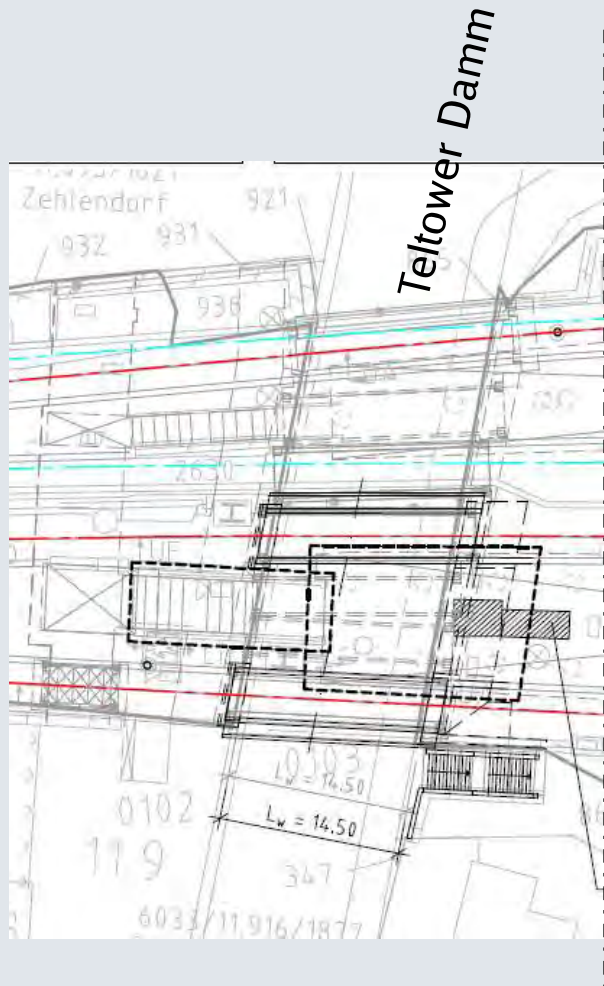 Teltower Damm
Zehlendorf
921
931
932
936
2630
0303
Lw = 14.50
Lw = 14.50
0102
11.9
347
6033/11,916/1877